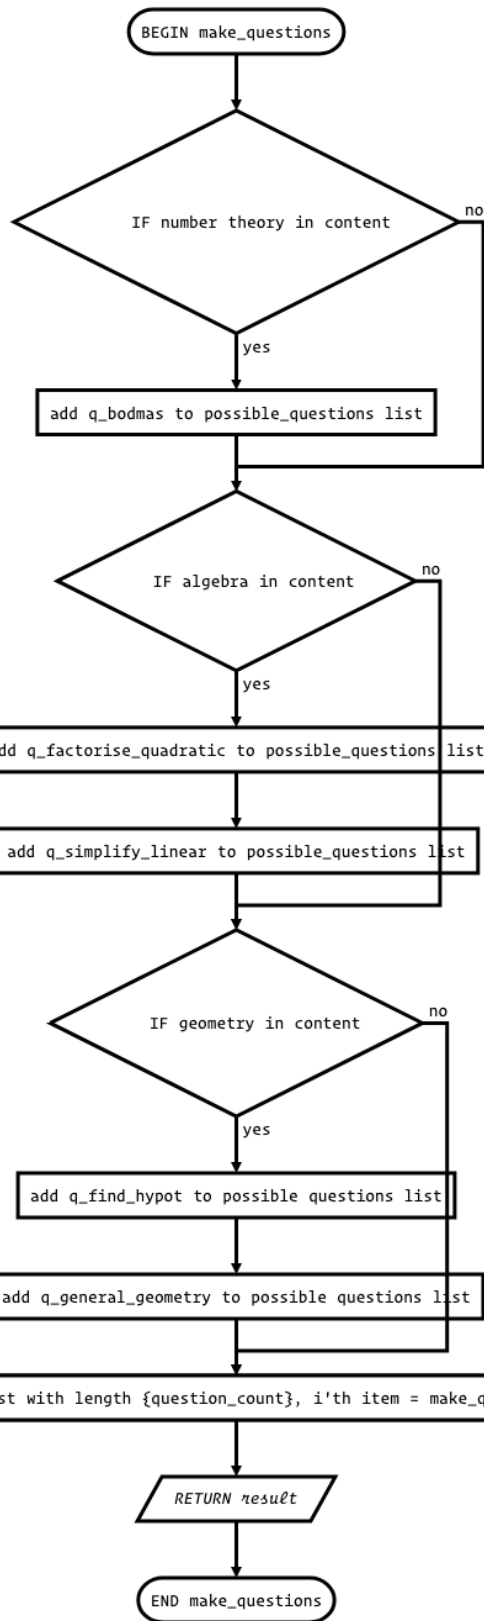 BEGIN make_questions
IF number theory in content
no
yes
add q_bodmas to possible_questions list
IF algebra in content
no
yes
dd q_factorise_quadratic to possible_questions list
add q_simplify_linear to possible_questions list
IF geometry in content
no
yes
add q_find_hypot to possible questions list
add q_general_geometry to possible questions list
st with length {question_count}, i'th item = make_q
RETURN result
END make_questions